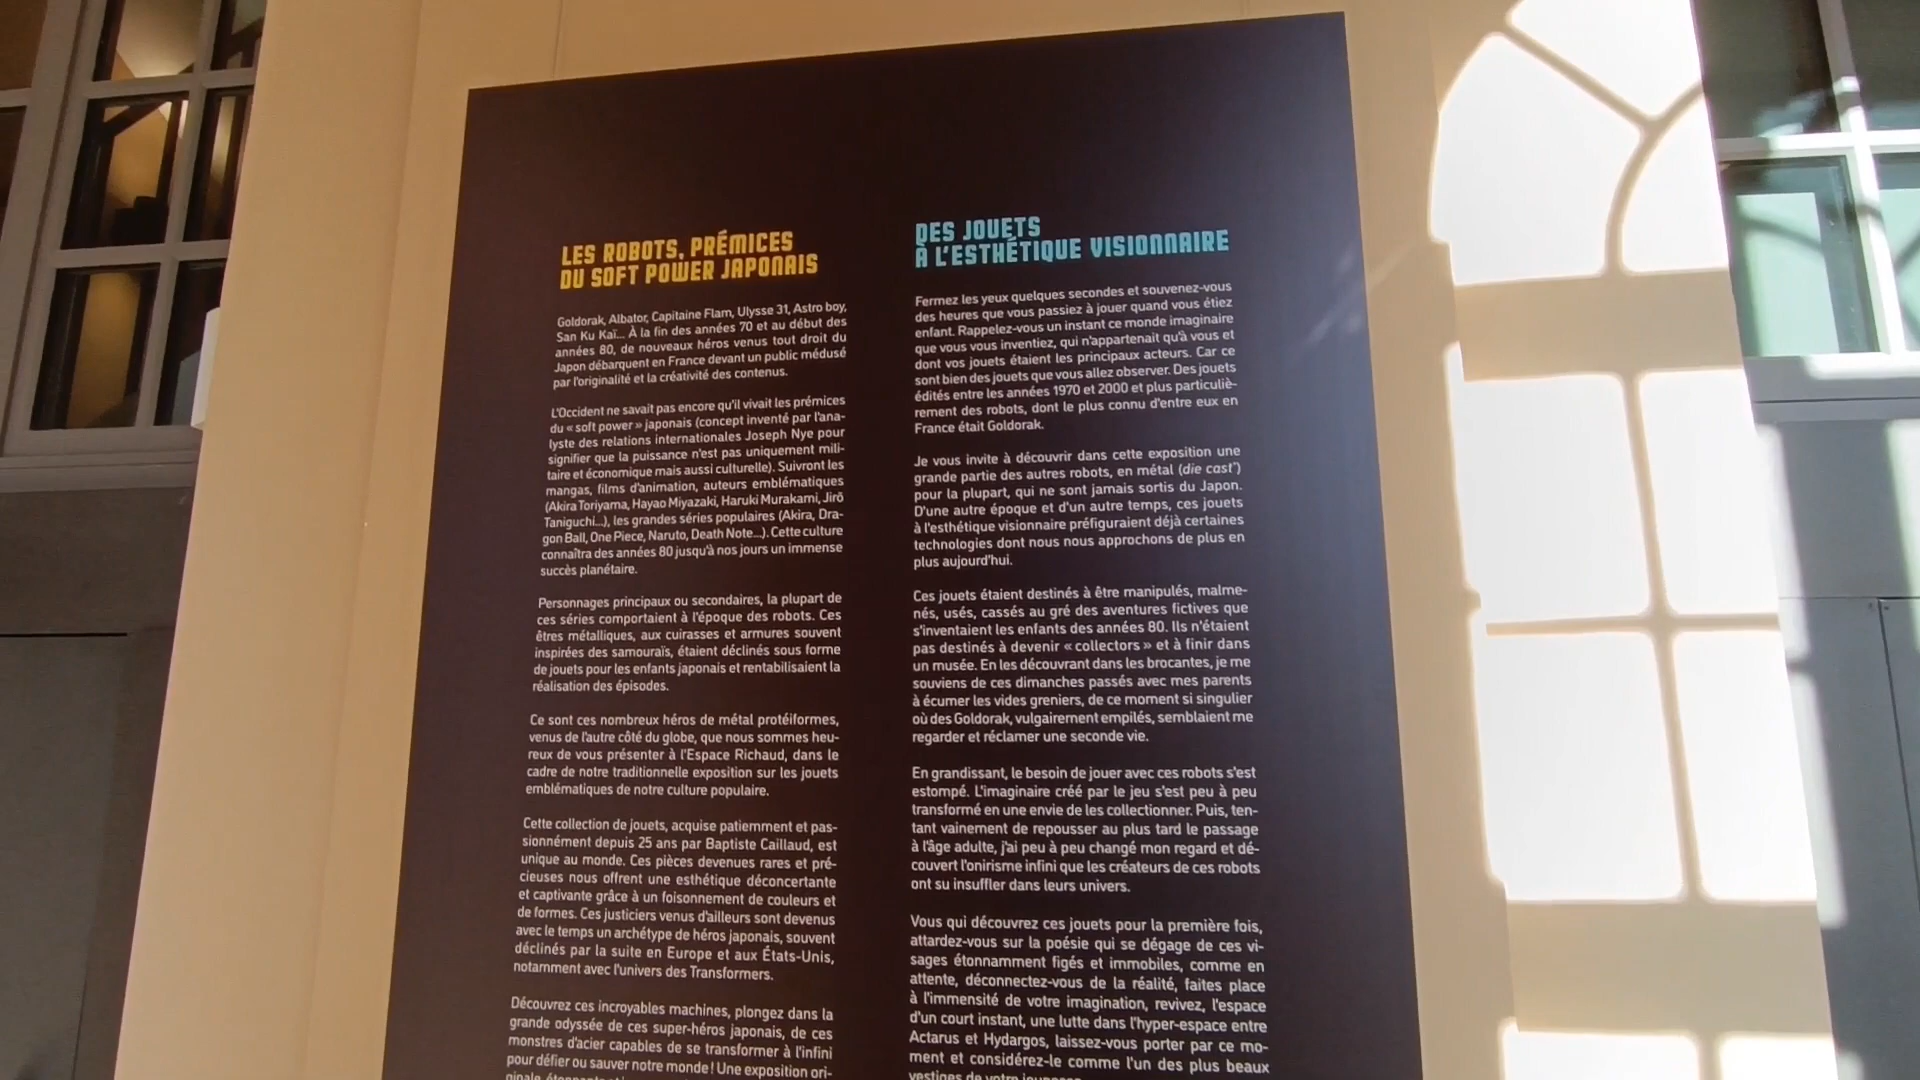 LES ROBOTS, PRÉMICES
DU SOFT POWER JAPONAIS
Goldorak, Albator, Capitaine Flam, Ulysse 31, Astro boy,
San Ku Kaï... À la fin des années 70 et au début des
années 80, de nouveaux héros venus tout droit du
Japon débarquent en France devant un public médusé
par l'originalité et la créativité des contenus.
L'Occident ne savait pas encore qu'il vivait les prémices
du « soft power » japonais (concept inventé par l'ana-
lyste des relations internationales Joseph Nye pour
signifier que la puissance n'est pas uniquement mili-
taire et économique mais aussi culturelle). Suivront les
mangas, films d'animation, auteurs emblématiques
(Akira Toriyama, Hayao Miyazaki, Haruki Murakami, Jirō
Taniguchi...), les grandes séries populaires (Akira, Dra-
gon Ball, One Piece, Naruto, Death Note...). Cette culture
connaîtra des années 80 jusqu'à nos jours un immense
succès planétaire.
Personnages principaux ou secondaires, la plupart de
ces séries comportaient à l'époque des robots. Ces
êtres métalliques, aux cuirasses et armures souvent
inspirées des samouraïs, étaient déclinés sous forme
de jouets pour les enfants japonais et rentabilisaient la
réalisation des épisodes.
Ce sont ces nombreux héros de métal protéiformes,
venus de l'autre côté du globe, que nous sommes heu-
reux de vous présenter à l'Espace Richaud, dans le
cadre de notre traditionnelle exposition sur les jouets
emblématiques de notre culture populaire.
Cette collection de jouets, acquise patiemment et pas-
sionnément depuis 25 ans par Baptiste Caillaud, est
unique au monde. Ces pièces devenues rares et pré-
cieuses nous offrent une esthétique déconcertante
et captivante grâce à un foisonnement de couleurs et
de formes. Ces justiciers venus d'ailleurs sont devenus
avec le temps un archétype de héros japonais, souvent
déclinés par la suite en Europe et aux États-Unis,
notamment avec l'univers des Transformers.
Découvrez ces incroyables machines, plongez dans la
grande odyssée de ces super-héros japonais, de ces
monstres d'acier capables de se transformer à l'infini
pour défier ou sauver notre monde ! Une exposition ori-
DES JOUETS
À L'ESTHÉTIQUE VISIONNAIRE
Fermez les yeux quelques secondes et souvenez-vous
des heures que vous passiez à jouer quand vous étiez
enfant. Rappelez-vous un instant ce monde imaginaire
que vous vous inventiez, qui n'appartenait qu'à vous et
dont vos jouets étaient les principaux acteurs. Car ce
sont bien des jouets que vous allez observer. Des jouets
édités entre les années 1970 et 2000 et plus particuliè-
rement des robots, dont le plus connu d'entre eux en
France était Goldorak.
Je vous invite à découvrir dans cette exposition une
grande partie des autres robots, en métal (die cast*)
pour la plupart, qui ne sont jamais sortis du Japon.
D'une autre époque et d'un autre temps, ces jouets
à l'esthétique visionnaire préfiguraient déjà certaines
technologies dont nous nous approchons de plus en
plus aujourd'hui.
Ces jouets étaient destinés à être manipulés, malme-
nés, usés, cassés au gré des aventures fictives que
s'inventaient les enfants des années 80. Ils n'étaient
pas destinés à devenir « collectors » et à finir dans
un musée. En les découvrant dans les brocantes, je me
souviens de ces dimanches passés avec mes parents
à écumer les vides greniers, de ce moment si singulier
où des Goldorak, vulgairement empilés, semblaient me
regarder et réclamer une seconde vie.
En grandissant, le besoin de jouer avec ces robots s'est
estompé. L'imaginaire créé par le jeu s'est peu à peu
transformé en une envie de les collectionner. Puis, ten-
tant vainement de repousser au plus tard le passage
à l'âge adulte, j'ai peu à peu changé mon regard et dé-
couvert l'onirisme infini que les créateurs de ces robots
ont su insuffler dans leurs univers.
Vous qui découvrez ces jouets pour la première fois,
attardez-vous sur la poésie qui se dégage de ces vi-
sages étonnamment figés et immobiles, comme en
attente, déconnectez-vous de la réalité, faites place
à l'immensité de votre imagination, revivez, l'espace
d'un court instant, une lutte dans l'hyper-espace entre
Actarus et Hydargos, laissez-vous porter par ce mo-
ment et considérez-le comme l'un des plus beaux